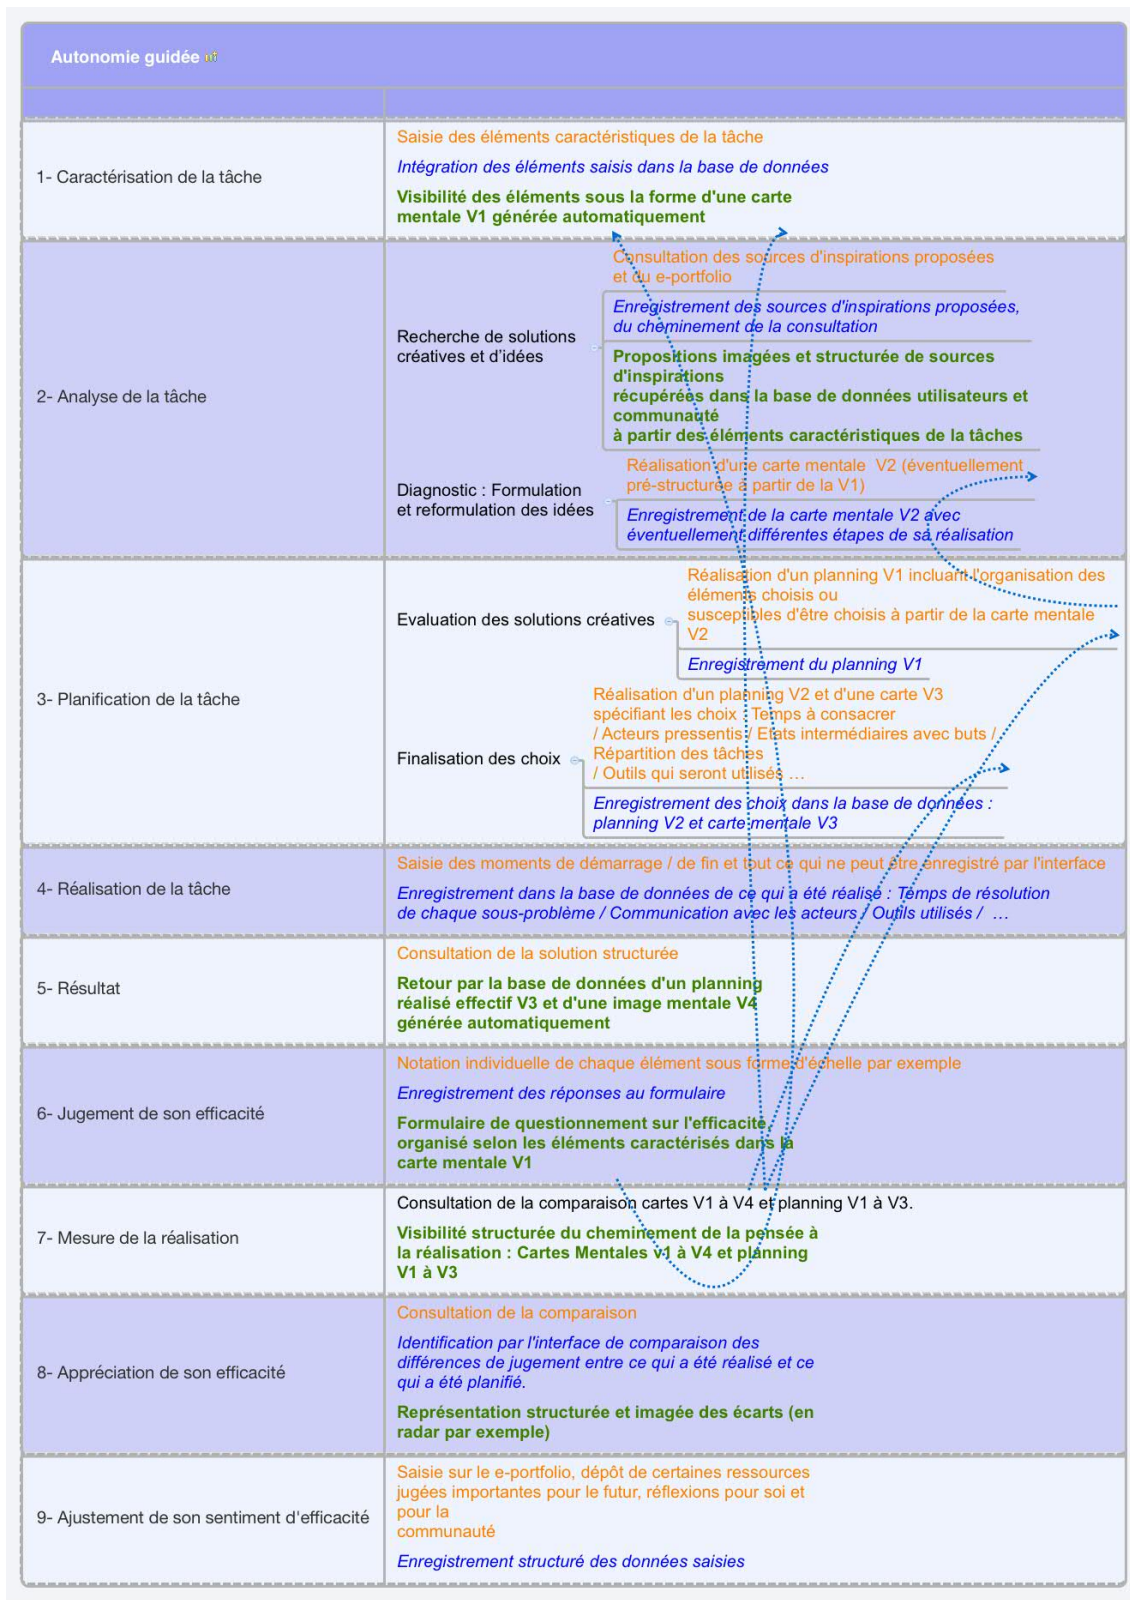 Autonomie guidée
1- Caractérisation de la tâche
Saisie des éléments caractéristiques de la tâche
Intégration des éléments saisis dans la base de données
Visibilité des éléments sous la forme d'une carte
mentale V1 générée automatiquement
2- Analyse de la tâche
Recherche de solutions
créatives et d'idées
Consultation des sources d'inspirations proposées
et du e-portfolio
Enregistrement des sources d'inspirations proposées,
du cheminement de la consultation
Propositions imagées et structurée de sources
d'inspirations
récupérées dans la base de données utilisateurs et
communauté
à partir des éléments caractéristiques de la tâches
Diagnostic : Formulation
et reformulation des idées
Réalisation d'une carte mentale  V2 (éventuellement
pré-structurée à partir de la V1)
Enregistrement de la carte mentale V2 avec
éventuellement différentes étapes de sa réalisation
3- Planification de la tâche
Evaluation des solutions créatives
Réalisation d'un planning V1 incluant l'organisation des
éléments choisis ou
susceptibles d'être choisis à partir de la carte mentale
V2
Enregistrement du planning V1
Finalisation des choix
Réalisation d'un planning V2 et d'une carte V3
spécifiant les choix : Temps à consacrer
/ Acteurs pressentis / Etats intermédiaires avec buts /
Répartition des tâches
/ Outils qui seront utilisés …
Enregistrement des choix dans la base de données :
planning V2 et carte mentale V3
4- Réalisation de la tâche
Saisie des moments de démarrage / de fin et tout ce qui ne peut être enregistré par l'interface
Enregistrement dans la base de données de ce qui a été réalisé : Temps de résolution
de chaque sous-problème / Communication avec les acteurs / Outils utilisés /  …
5- Résultat
Consultation de la solution structurée
Retour par la base de données d'un planning
réalisé effectif V3 et d'une image mentale V4
générée automatiquement
6- Jugement de son efficacité
Notation individuelle de chaque élément sous forme d'échelle par exemple
Enregistrement des réponses au formulaire
Formulaire de questionnement sur l'efficacité,
organisé selon les éléments caractérisés dans la
carte mentale V1
7- Mesure de la réalisation
Consultation de la comparaison cartes V1 à V4 et planning V1 à V3.
Visibilité structurée du cheminement de la pensée à
la réalisation : Cartes Mentales v1 à V4 et planning
V1 à V3
8- Appréciation de son efficacité
Consultation de la comparaison
Identification par l'interface de comparaison des
différences de jugement entre ce qui a été réalisé et ce
qui a été planifié.
Représentation structurée et imagée des écarts (en
radar par exemple)
9- Ajustement de son sentiment d'efficacité
Saisie sur le e-portfolio, dépôt de certaines ressources
jugées importantes pour le futur, réflexions pour soi et
pour la
communauté
Enregistrement structuré des données saisies